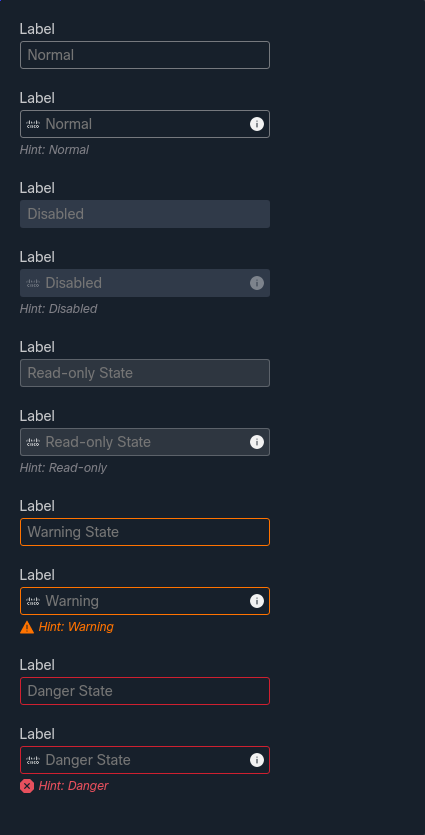 Label
Normal
Label
Normal
Hint: Normal
Label
Disabled
Label
Disabled
Hint: Disabled
Label
Read-only State
Label
Read-only State
Hint: Read-only
Label
Warning State
Label
Warning
Hint: Warning
Label
Danger State
Label
Danger State
Hint: Danger